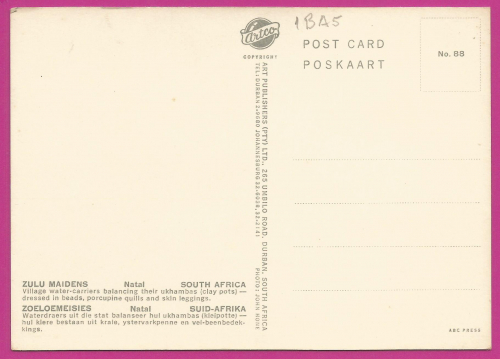 Artco
COPYRIGHT
1BA5
POST CARD
POSKAART
No. 88
ART PUBLISHERS (PTY) LTD., 265 UMBILO ROAD, DURBAN, SOUTH AFRICA
PHOTO: JOHN HONE
ZULU MAIDENS Natal SOUTH AFRICA
Village water-carriers balancing their ukhambas (clay pots) —
dressed in beads, porcupine quills and skin leggings.
ZOELOEMEISIES Natal SUID-AFRIKA
Waterdraers uit die stat balanseer hul ukhambas (kleipotte) —
hul klere bestaan uit krale, ystervarkpenne en vel-beenbedek-
kings.
ABC PRESS